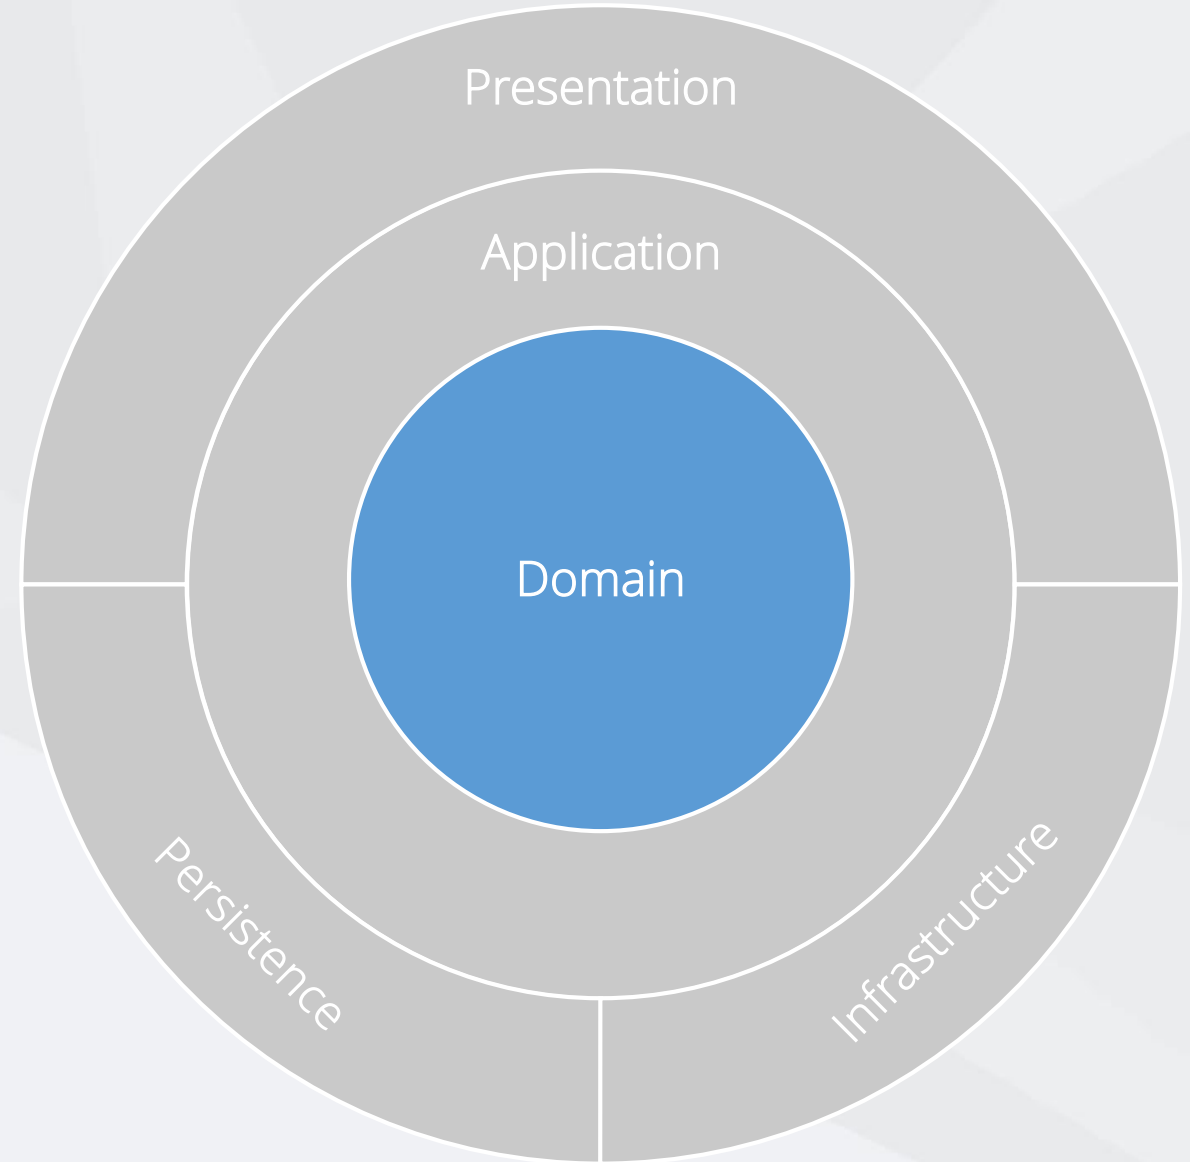 Presentation
Application
Domain
Persistence
Infrastructure